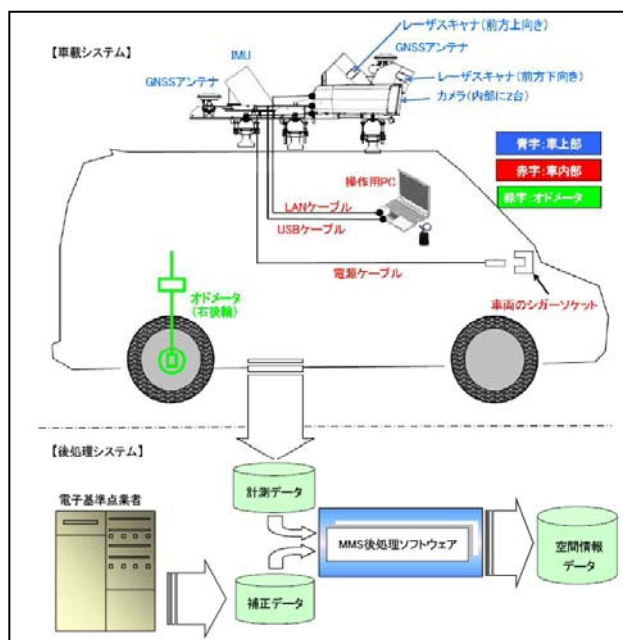 【車載システム】
レーザスキャナ(前方上向き)
GNSSアンテナ
IMU
GNSSアンテナ
レーザスキャナ(前方下向き)
カメラ(内部に2台)
青字:車上部
赤字:車内部
緑字:オドメータ
操作用PC
LANケーブル
USBケーブル
電源ケーブル
車両のシガーソケット
オドメータ
(右後輪)
【後処理システム】
電子基準点業者
計測データ
MMS後処理ソフトウェア
空間情報
データ
補正データ